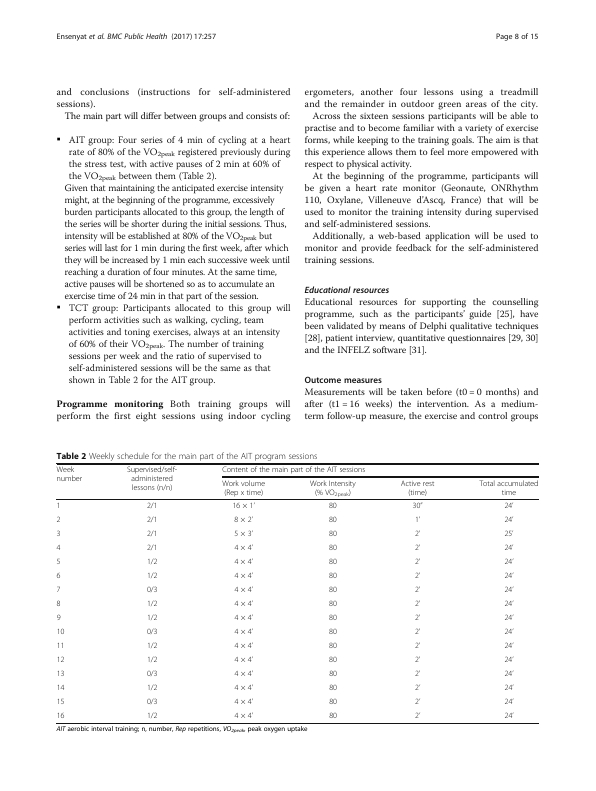 Ensenyat et al. BMC Public Health (2017) 17:257
Page 8 of 15
and conclusions (instructions for self-administered
sessions).
The main part will differ between groups and consists of:
▪ AIT group: Four series of 4 min of cycling at a heart
rate of 80% of the VO2peak registered previously during
the stress test, with active pauses of 2 min at 60% of
the VO2peak between them (Table 2).
Given that maintaining the anticipated exercise intensity
might, at the beginning of the programme, excessively
burden participants allocated to this group, the length of
the series will be shorter during the initial sessions. Thus,
intensity will be established at 80% of the VO2peak but
series will last for 1 min during the first week, after which
they will be increased by 1 min each successive week until
reaching a duration of four minutes. At the same time,
active pauses will be shortened so as to accumulate an
exercise time of 24 min in that part of the session.
▪ TCT group: Participants allocated to this group will
perform activities such as walking, cycling, team
activities and toning exercises, always at an intensity
of 60% of their VO2peak. The number of training
sessions per week and the ratio of supervised to
self-administered sessions will be the same as that
shown in Table 2 for the AIT group.
Programme monitoring Both training groups will
perform the first eight sessions using indoor cycling
ergometers, another four lessons using a treadmill
and the remainder in outdoor green areas of the city.
Across the sixteen sessions participants will be able to
practise and to become familiar with a variety of exercise
forms, while keeping to the training goals. The aim is that
this experience allows them to feel more empowered with
respect to physical activity.
At the beginning of the programme, participants will
be given a heart rate monitor (Geonaute, ONRhythm
110, Oxylane, Villeneuve d'Ascq, France) that will be
used to monitor the training intensity during supervised
and self-administered sessions.
Additionally, a web-based application will be used to
monitor and provide feedback for the self-administered
training sessions.
Educational resources
Educational resources for supporting the counselling
programme, such as the participants' guide [25], have
been validated by means of Delphi qualitative techniques
[28], patient interview, quantitative questionnaires [29, 30]
and the INFELZ software [31].
Outcome measures
Measurements will be taken before (t0 = 0 months) and
after (t1 = 16 weeks) the intervention. As a medium-
term follow-up measure, the exercise and control groups
Table 2 Weekly schedule for the main part of the AIT program sessions
Week number Supervised/self-administered lessons (n/n) Content of the main part of the AIT sessions
Work volume (Rep x time) Work Intensity (% VO2peak) Active rest (time) Total accumulated time
1 2/1 16 × 1' 80 30" 24'
2 2/1 8 × 2' 80 1' 24'
3 2/1 5 × 3' 80 2' 25'
4 2/1 4 × 4' 80 2' 24'
5 1/2 4 × 4' 80 2' 24'
6 1/2 4 × 4' 80 2' 24'
7 0/3 4 × 4' 80 2' 24'
8 1/2 4 × 4' 80 2' 24'
9 1/2 4 × 4' 80 2' 24'
10 0/3 4 × 4' 80 2' 24'
11 1/2 4 × 4' 80 2' 24'
12 1/2 4 × 4' 80 2' 24'
13 0/3 4 × 4' 80 2' 24'
14 1/2 4 × 4' 80 2' 24'
15 0/3 4 × 4' 80 2' 24'
16 1/2 4 × 4' 80 2' 24'
AIT aerobic interval training; n, number, Rep repetitions, VO2peak, peak oxygen uptake